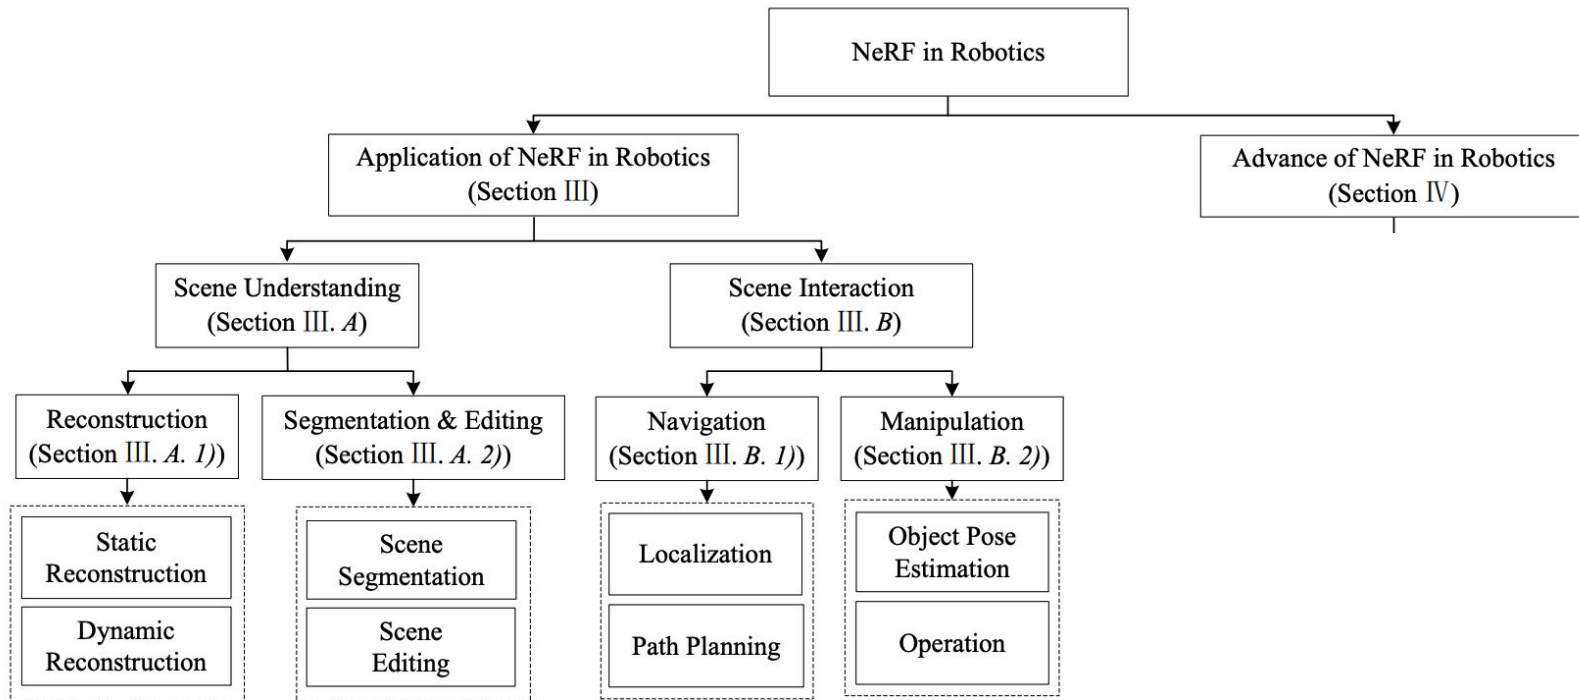 NeRF in Robotics
Application of NeRF in Robotics
(Section III)
Advance of NeRF in Robotics
(Section IV)
Scene Understanding
(Section III. A)
Scene Interaction
(Section III. B)
Reconstruction
(Section III. A. 1))
Segmentation & Editing
(Section III. A. 2))
Navigation
(Section III. B. 1))
Manipulation
(Section III. B. 2))
Static
Reconstruction
Dynamic
Reconstruction
Scene
Segmentation
Scene
Editing
Localization
Path Planning
Object Pose
Estimation
Operation